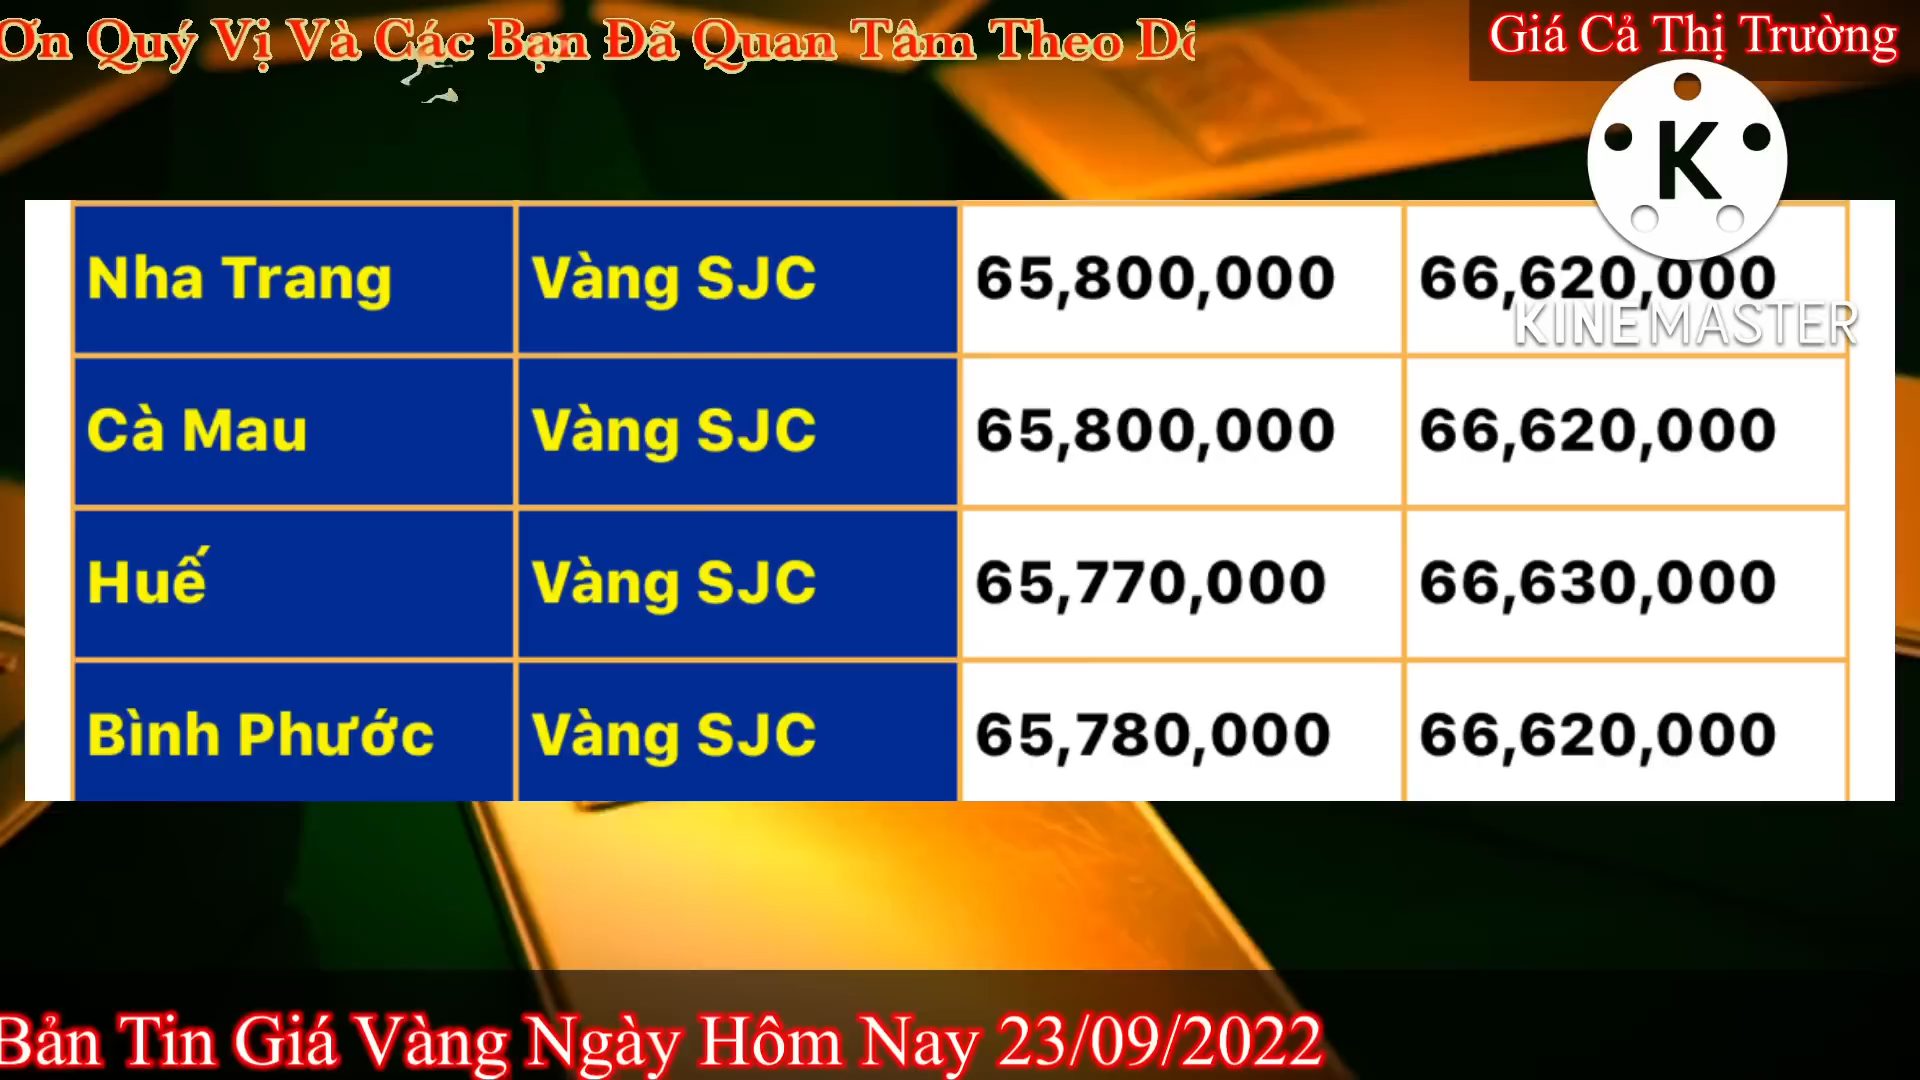 Ơn Quý Vị Và Các Bạn Đã Quan Tâm Theo
Giá Cả Thị Trường
K
KINEMASTER
Nha Trang Vàng SJC 65,800,000 66,620,000
Cà Mau Vàng SJC 65,800,000 66,620,000
Huế Vàng SJC 65,770,000 66,630,000
Bình Phước Vàng SJC 65,780,000 66,620,000
Bản Tin Giá Vàng Ngày Hôm Nay 23/09/2022